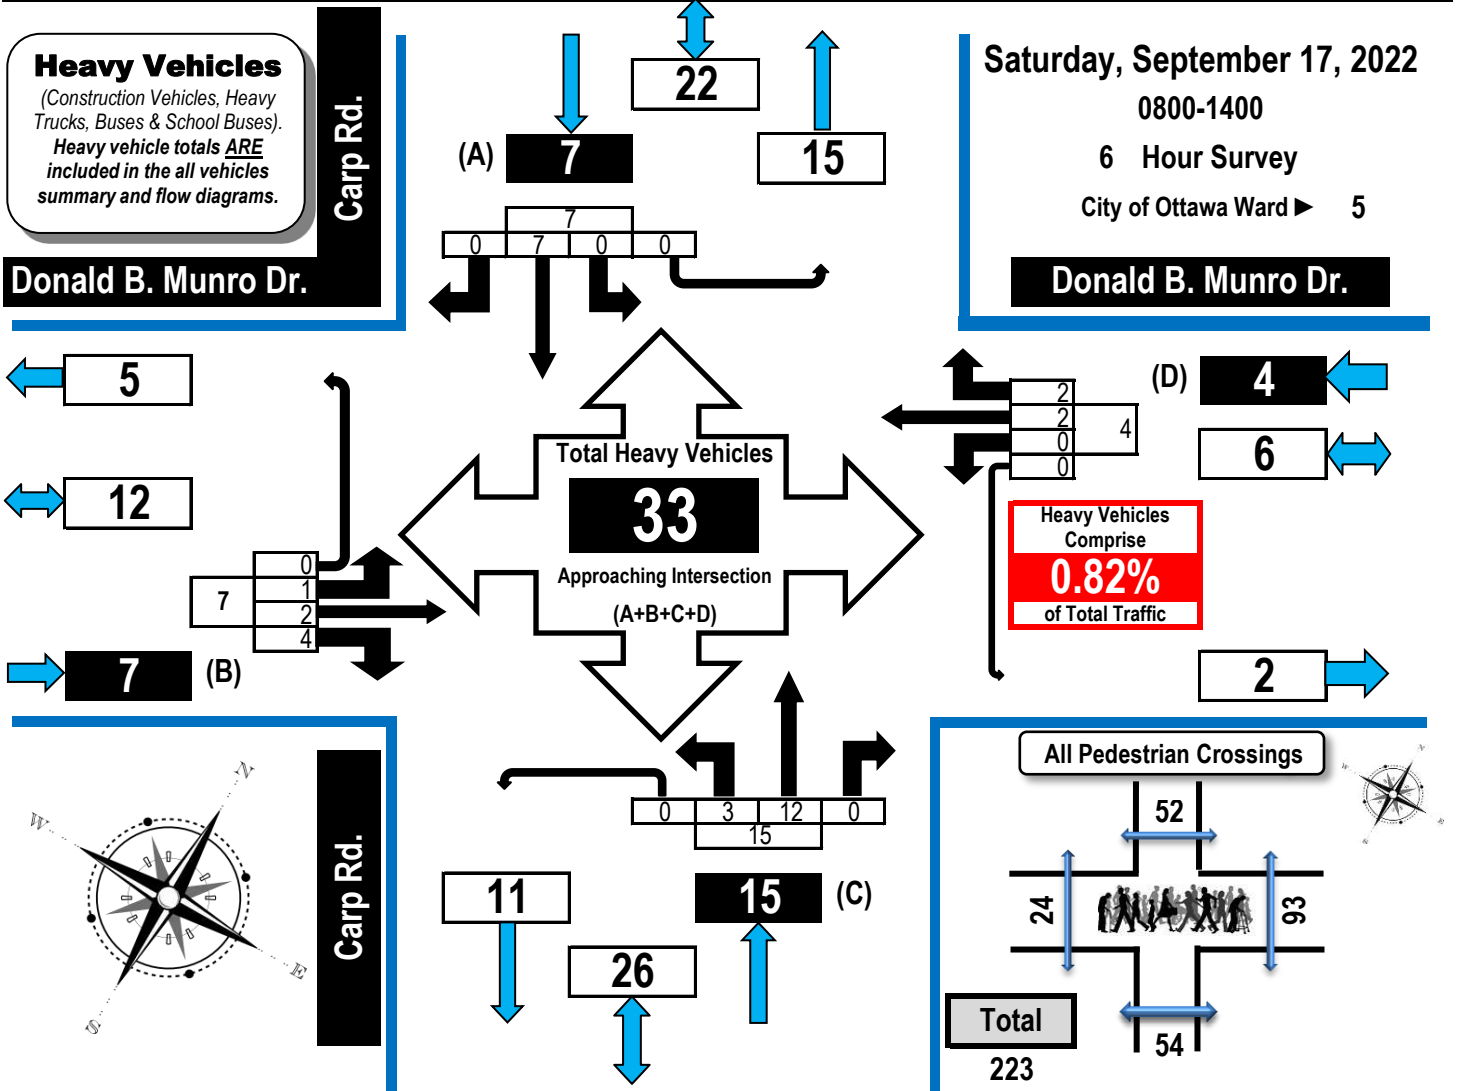 Heavy Vehicles
(Construction Vehicles, Heavy
Trucks, Buses & School Buses).
Heavy vehicle totals ARE
included in the all vehicles
summary and flow diagrams.
Carp Rd.
Donald B. Munro Dr.
22
(A) 7
15
7
0 7 0 0
Saturday, September 17, 2022
0800-1400
6 Hour Survey
City of Ottawa Ward ► 5
Donald B. Munro Dr.
5
12
0
1
2
4
7
7 (B)
Total Heavy Vehicles
33
Approaching Intersection
(A+B+C+D)
2
2
0
0
4
(D) 4
6
Heavy Vehicles
Comprise
0.82%
of Total Traffic
2
N
W
E
S
Carp Rd.
0 3 12 0
15
11
15 (C)
26
All Pedestrian Crossings
N
W
E
S
52
24
93
54
Total
223